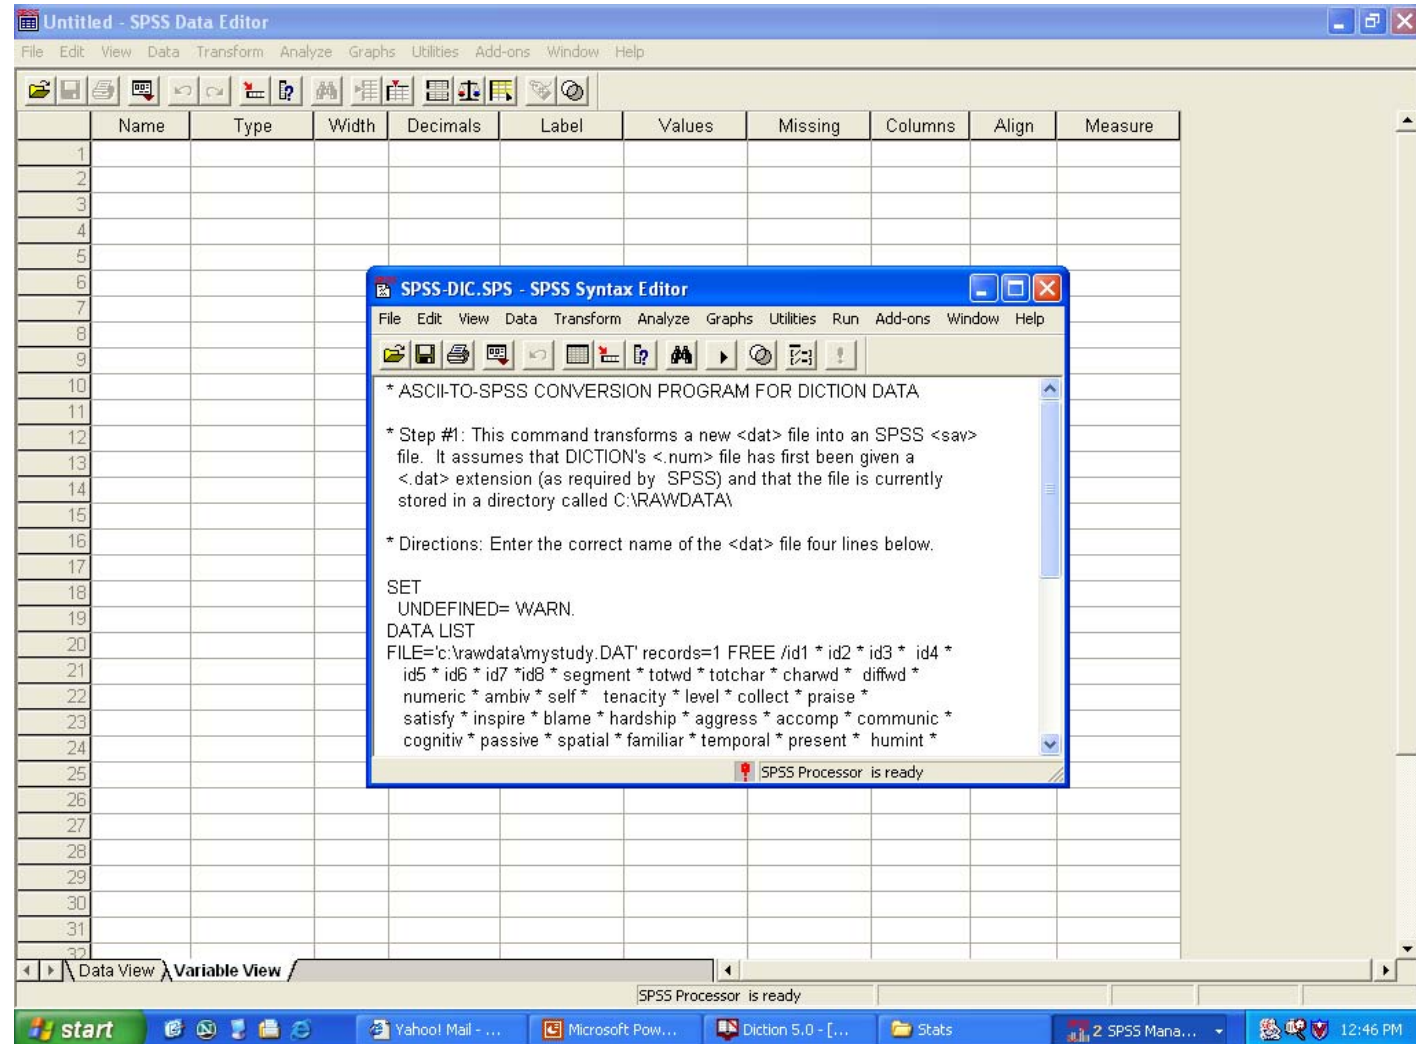 Untitled - SPSS Data Editor
File Edit View Data Transform Analyze Graphs Utilities Add-ons Window Help
Name Type Width Decimals Label Values Missing Columns Align Measure
1
2
3
4
5
6
7
8
9
10
11
12
13
14
15
16
17
18
19
20
21
22
23
24
25
26
27
28
29
30
31
32
SPSS-DIC.SPS - SPSS Syntax Editor
File Edit View Data Transform Analyze Graphs Utilities Run Add-ons Window Help
* ASCII-TO-SPSS CONVERSION PROGRAM FOR DICTION DATA
* Step #1: This command transforms a new <dat> file into an SPSS <sav>
file. It assumes that DICTION's <.num> file has first been given a
<.dat> extension (as required by SPSS) and that the file is currently
stored in a directory called C:\RAWDATA\
* Directions: Enter the correct name of the <dat> file four lines below.
SET
UNDEFINED= WARN.
DATA LIST
FILE='c:\rawdata\mystudy.DAT' records=1 FREE /id1 * id2 * id3 * id4 *
id5 * id6 * id7 *id8 * segment * totwd * totchar * charwd * diffwd *
numeric * ambiv * self * tenacity * level * collect * praise *
satisfy * inspire * blame * hardship * aggress * accomp * communic *
cognitiv * passive * spatial * familiar * temporal * present * humint *
SPSS Processor is ready
Data View Variable View
SPSS Processor is ready
start Yahoo! Mail - ... Microsoft Pow... Diction 5.0 - [... Stats 2 SPSS Mana... 12:46 PM